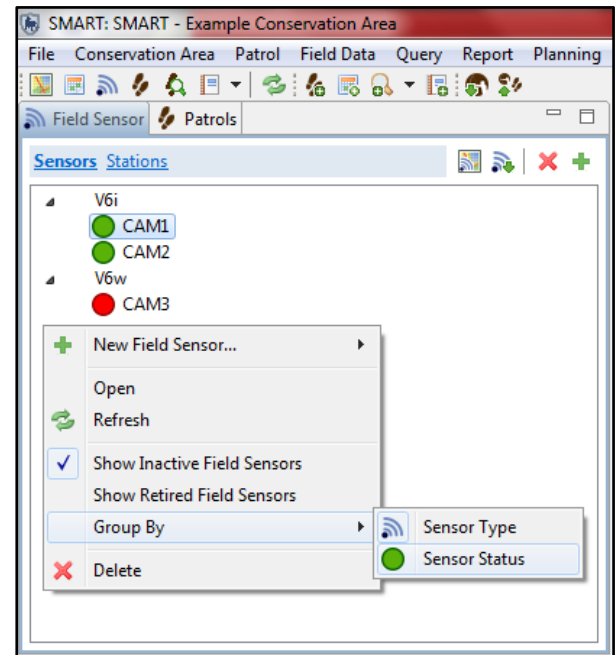 SMART: SMART - Example Conservation Area
File Conservation Area Patrol Field Data Query Report Planning
Field Sensor Patrols
Sensors Stations
V6i
CAM1
CAM2
V6w
CAM3
New Field Sensor...
Open
Refresh
Show Inactive Field Sensors
Show Retired Field Sensors
Group By Sensor Type
Sensor Status
Delete